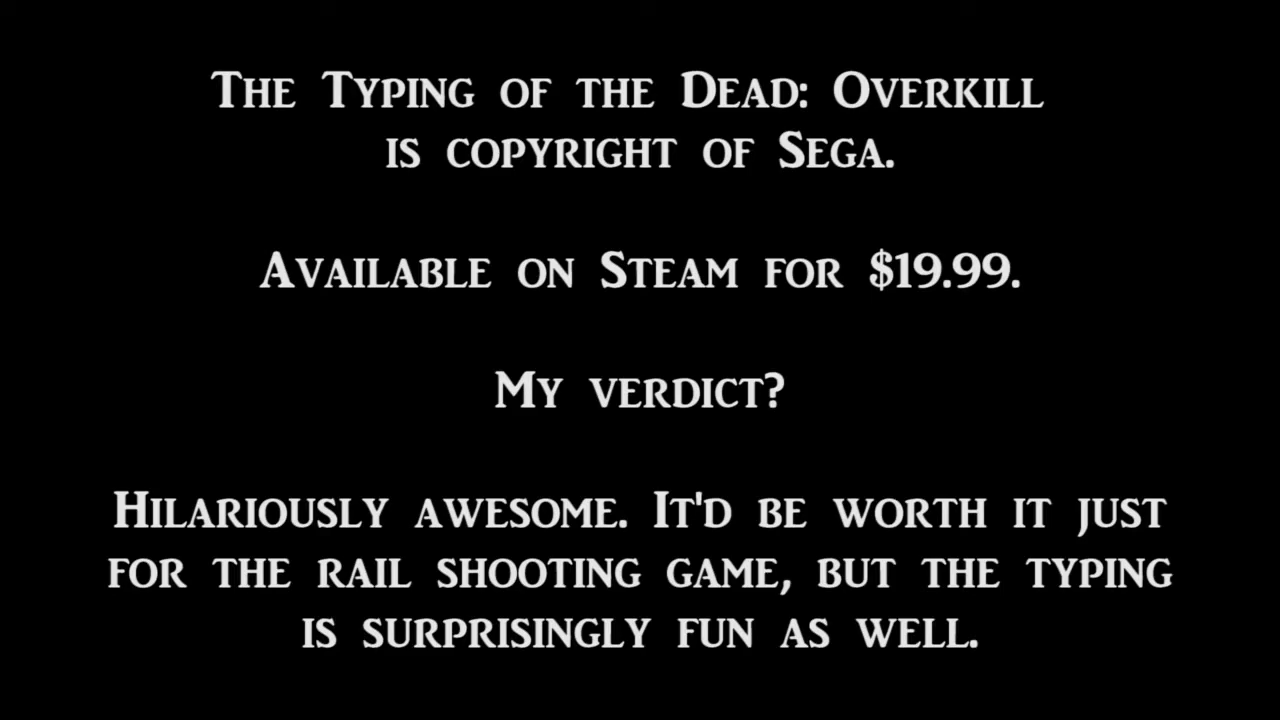 The Typing of the Dead: Overkill
is copyright of Sega.
Available on Steam for $19.99.
My verdict?
Hilariously awesome. It'd be worth it just
for the rail shooting game, but the typing
is surprisingly fun as well.